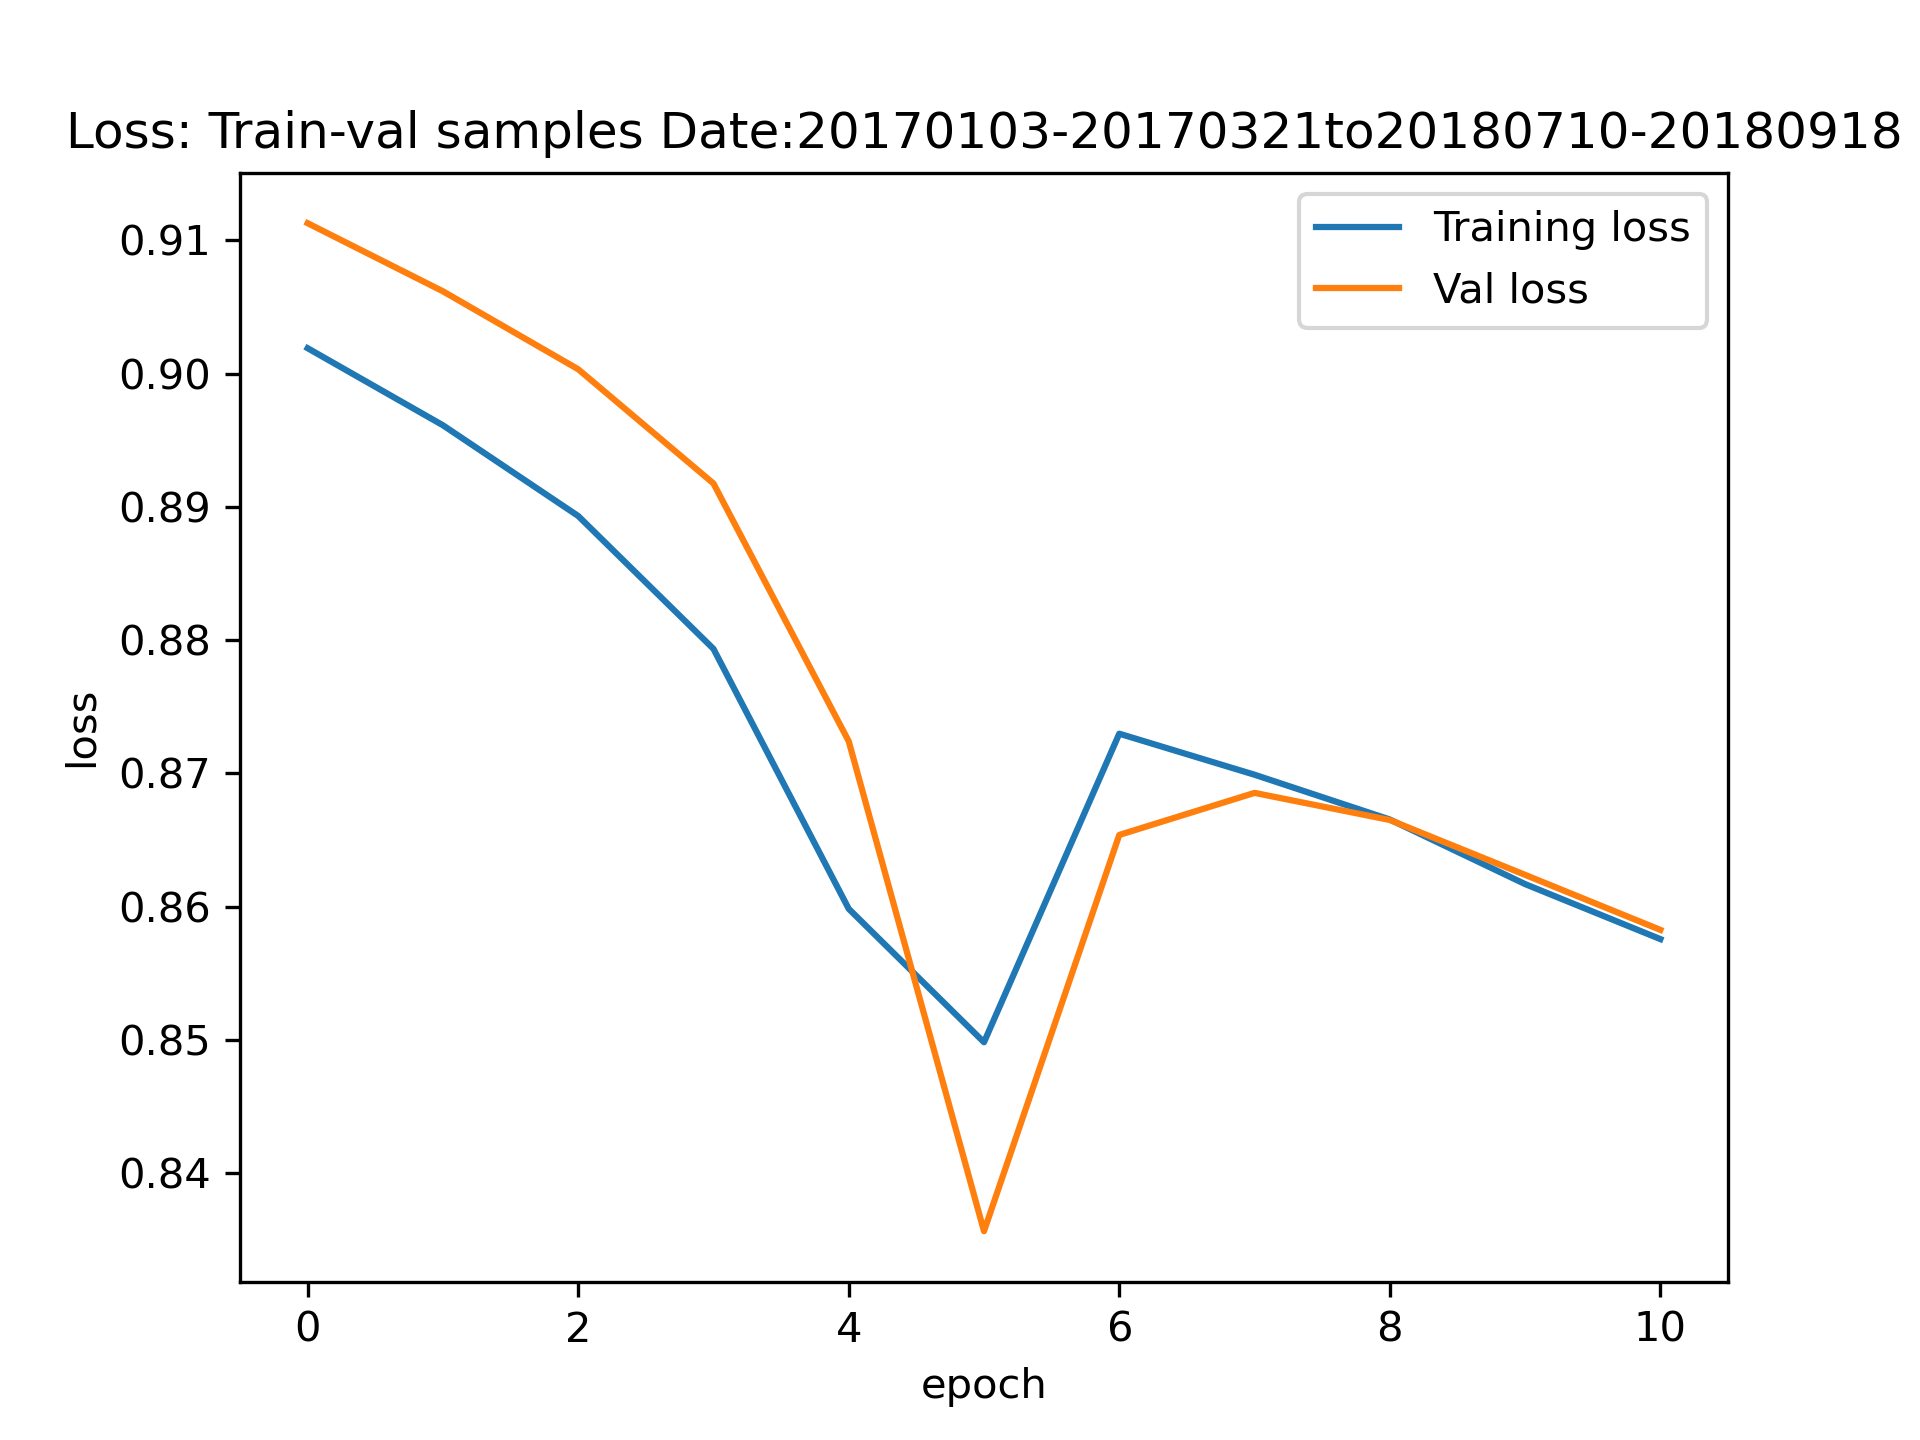 Loss: Train-val samples Date:20170103-20170321to20180710-20180918
Training loss
Val loss
0.91
0.90
0.89
0.88
0.87
0.86
0.85
0.84
loss
0 2 4 6 8 10
epoch